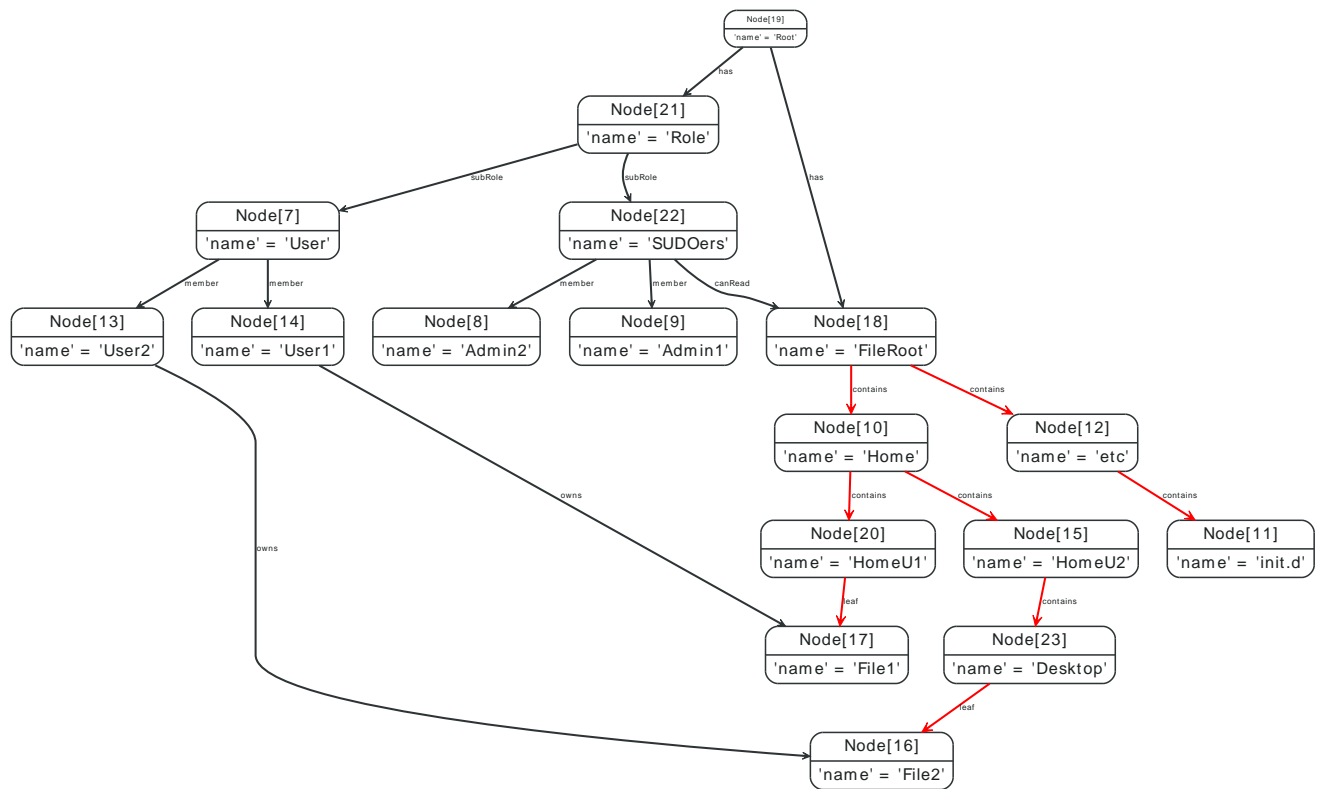 Node[19]
'name' = 'Root'
has
Node[21]
'name' = 'Role'
subRole
subRole
has
Node[7]
'name' = 'User'
Node[22]
'name' = 'SUDOers'
member
member
member
member
canRead
Node[13]
'name' = 'User2'
Node[14]
'name' = 'User1'
Node[8]
'name' = 'Admin2'
Node[9]
'name' = 'Admin1'
Node[18]
'name' = 'FileRoot'
contains
contains
Node[10]
'name' = 'Home'
Node[12]
'name' = 'etc'
owns
contains
contains
contains
Node[20]
'name' = 'HomeU1'
Node[15]
'name' = 'HomeU2'
Node[11]
'name' = 'init.d'
owns
leaf
contains
Node[17]
'name' = 'File1'
Node[23]
'name' = 'Desktop'
leaf
Node[16]
'name' = 'File2'